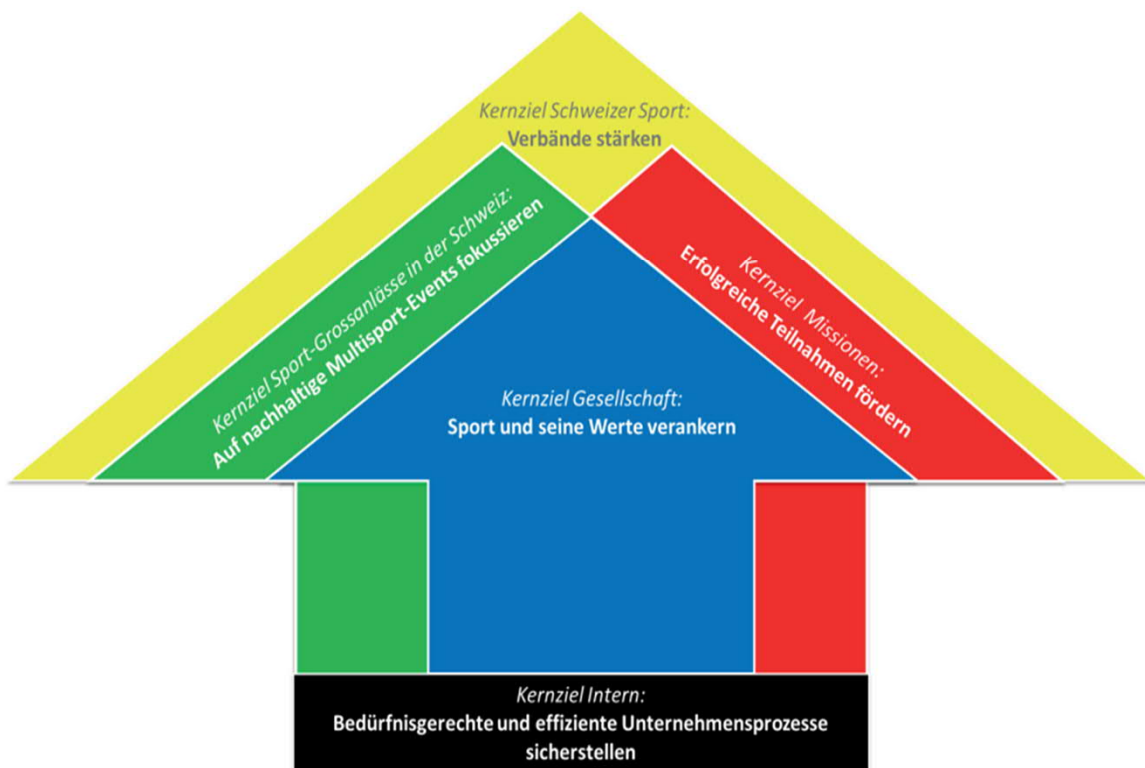 Kernziel Schweizer Sport:
Verbände stärken
Kernziel Sport-Grossanlässe in der Schweiz:
Auf nachhaltige Multisport-Events fokussieren
Kernziel Missionen:
Erfolgreiche Teilnahmen fördern
Kernziel Gesellschaft:
Sport und seine Werte verankern
Kernziel Intern:
Bedürfnisgerechte und effiziente Unternehmensprozesse
sicherstellen